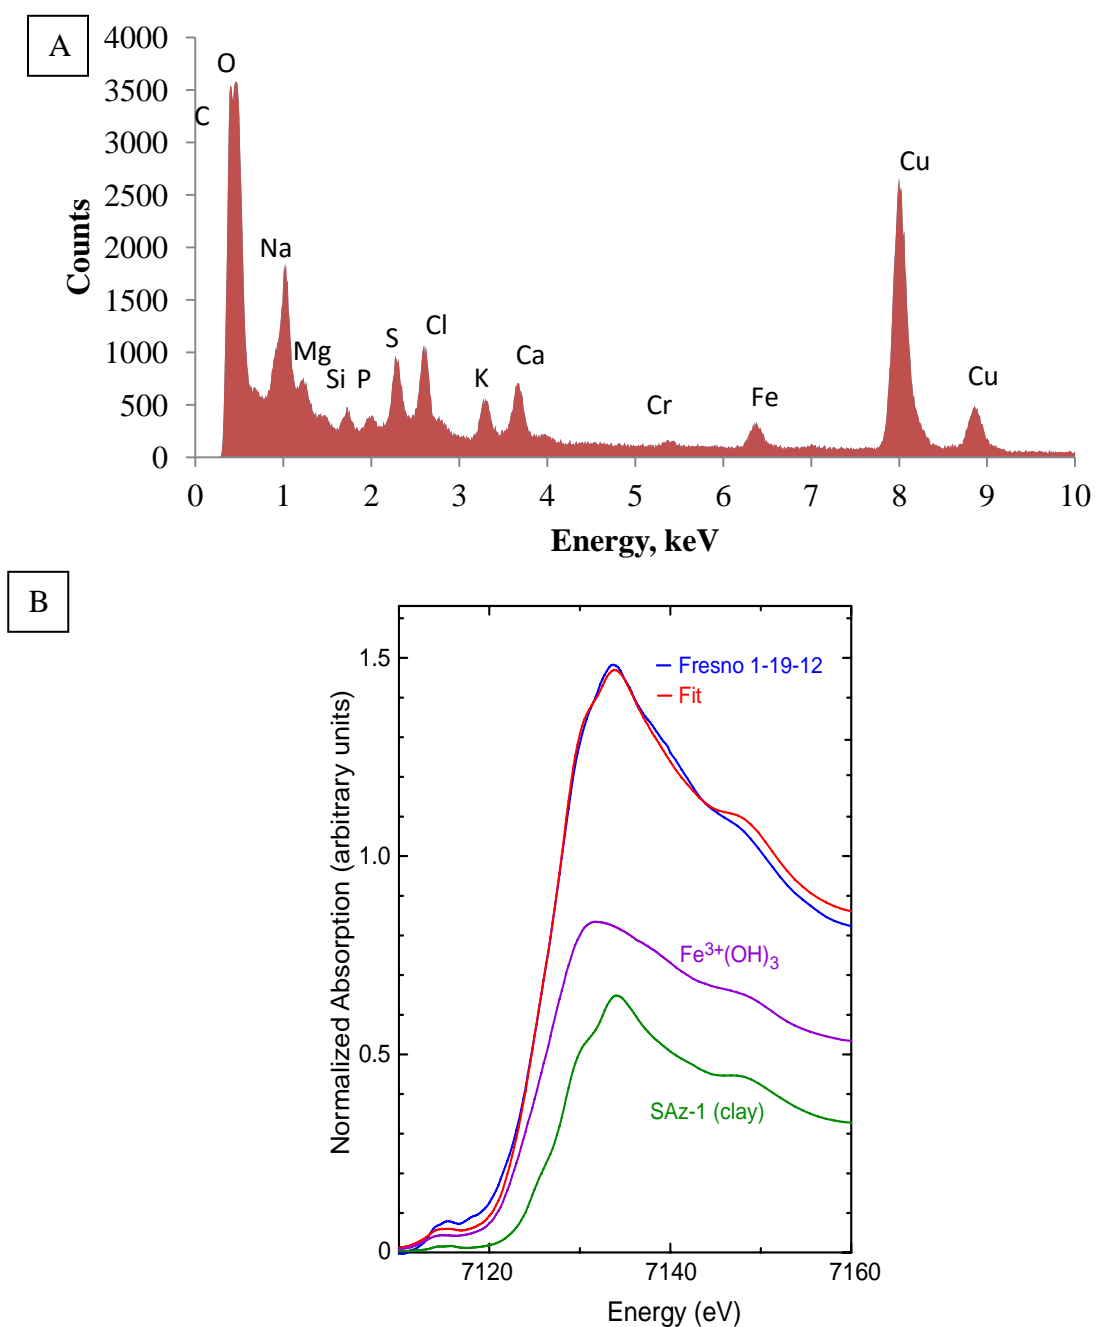 A
4000
3500
3000
2500
2000
1500
1000
500
0
Counts
C
O
Na
Mg
Si
P
S
Cl
K
Ca
Cr
Fe
Cu
Cu
0 1 2 3 4 5 6 7 8 9 10
Energy, keV
B
1.5
1.0
0.5
0
Normalized Absorption (arbitrary units)
Fresno 1-19-12
Fit
Fe³⁺(OH)₃
SAz-1 (clay)
7120 7140 7160
Energy (eV)